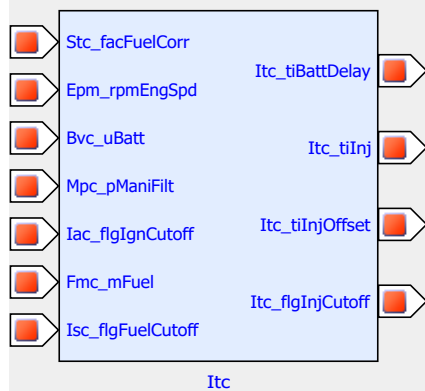 Stc_facFuelCorr
Epm_rpmEngSpd
Bvc_uBatt
Mpc_pManiFilt
Iac_flgIgnCutoff
Fmc_mFuel
Isc_flgFuelCutoff
Itc_tiBattDelay
Itc_tiInj
Itc_tiInjOffset
Itc_flgInjCutoff
Itc